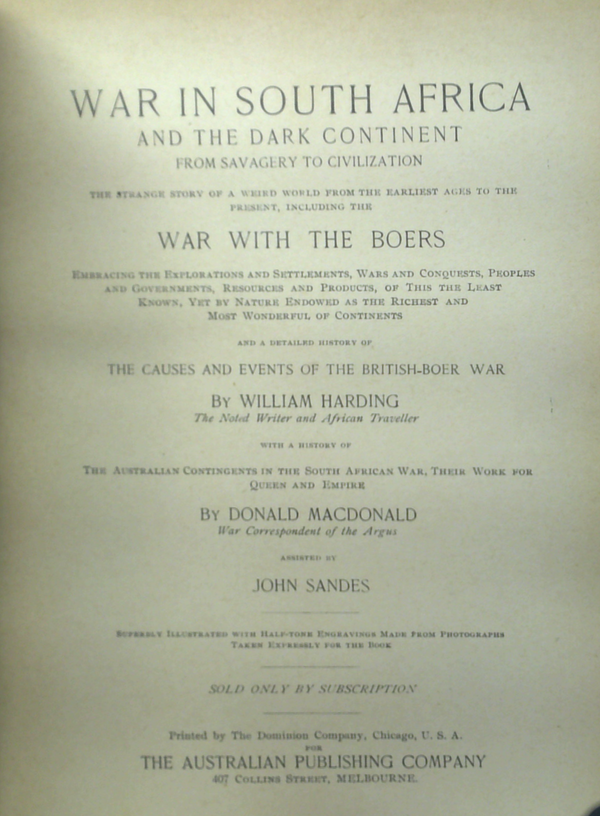 WAR IN SOUTH AFRICA
AND THE DARK CONTINENT
FROM SAVAGERY TO CIVILIZATION
THE STRANGE STORY OF A WEIRD WORLD FROM THE EARLIEST AGES TO THE
PRESENT, INCLUDING THE
WAR WITH THE BOERS
EMBRACING THE EXPLORATIONS AND SETTLEMENTS, WARS AND CONQUESTS, PEOPLES
AND GOVERNMENTS, RESOURCES AND PRODUCTS, OF THIS THE LEAST
KNOWN, YET BY NATURE ENDOWED AS THE RICHEST AND
MOST WONDERFUL OF CONTINENTS
AND A DETAILED HISTORY OF
THE CAUSES AND EVENTS OF THE BRITISH-BOER WAR
BY WILLIAM HARDING
The Noted Writer and African Traveller
WITH A HISTORY OF
THE AUSTRALIAN CONTINGENTS IN THE SOUTH AFRICAN WAR, THEIR WORK FOR
QUEEN AND EMPIRE
BY DONALD MACDONALD
War Correspondent of the Argus
ASSISTED BY
JOHN SANDES
SUPERBLY ILLUSTRATED WITH HALF-TONE ENGRAVINGS MADE FROM PHOTOGRAPHS
TAKEN EXPRESSLY FOR THE BOOK
SOLD ONLY BY SUBSCRIPTION
Printed by The Dominion Company, Chicago, U. S. A.
FOR
THE AUSTRALIAN PUBLISHING COMPANY
407 COLLINS STREET, MELBOURNE.